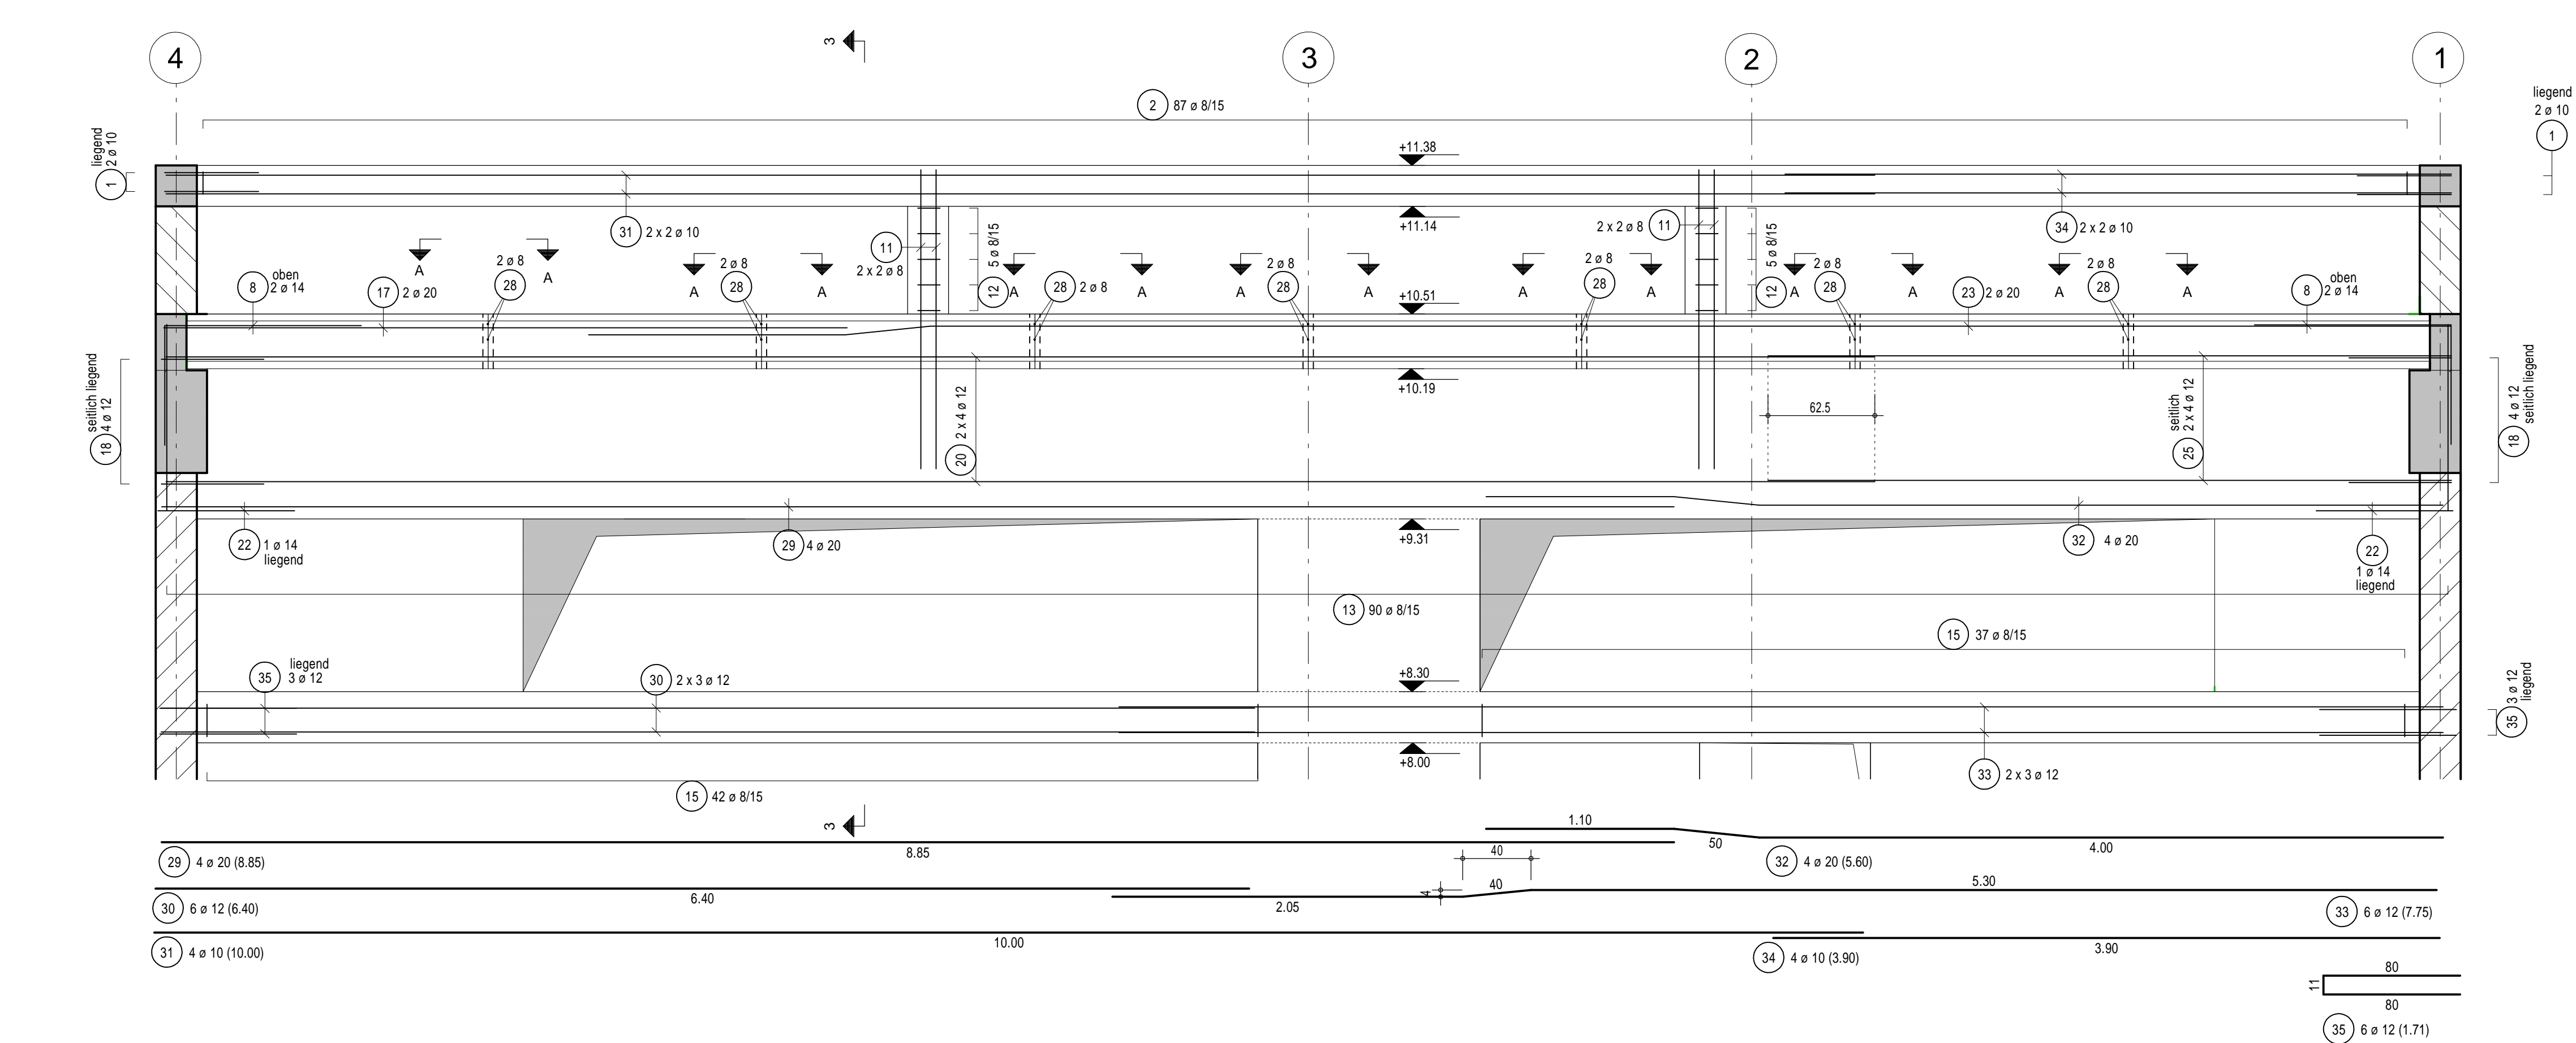 4
3
3
2
1
2 87 ø 8/15
liegend
2 ø 10
1
liegend
2 ø 10
1
+11.38
+11.14
31 2 x 2 ø 10
11
2 x 2 ø 8
12 5 ø 8/15
2 x 2 ø 8 11
12 5 ø 8/15
34 2 x 2 ø 10
A
A
A
A
A
A
A
A
A
A
A
A
A
A
8 oben
2 ø 14
17 2 ø 20
2 ø 8
28
2 ø 8
28
28 2 ø 8
2 ø 8
28
2 ø 8
28
2 ø 8
28
23 2 ø 20
2 ø 8
28
8 oben
2 ø 14
+10.51
+10.19
seitlich liegend
18 4 ø 12
20 2 x 4 ø 12
62.5
seitlich
25 2 x 4 ø 12
18 4 ø 12
seitlich liegend
22 1 ø 14
liegend
29 4 ø 20
+9.31
32 4 ø 20
22
1 ø 14
liegend
13 90 ø 8/15
15 37 ø 8/15
35 liegend
3 ø 12
30 2 x 3 ø 12
+8.30
+8.00
35 3 ø 12
liegend
33 2 x 3 ø 12
15 42 ø 8/15
3
1.10
50
4.00
8.85
29 4 ø 20 (8.85)
32 4 ø 20 (5.60)
40
4
40
5.30
6.40
2.05
30 6 ø 12 (6.40)
33 6 ø 12 (7.75)
10.00
3.90
31 4 ø 10 (10.00)
34 4 ø 10 (3.90)
80
11
80
35 6 ø 12 (1.71)